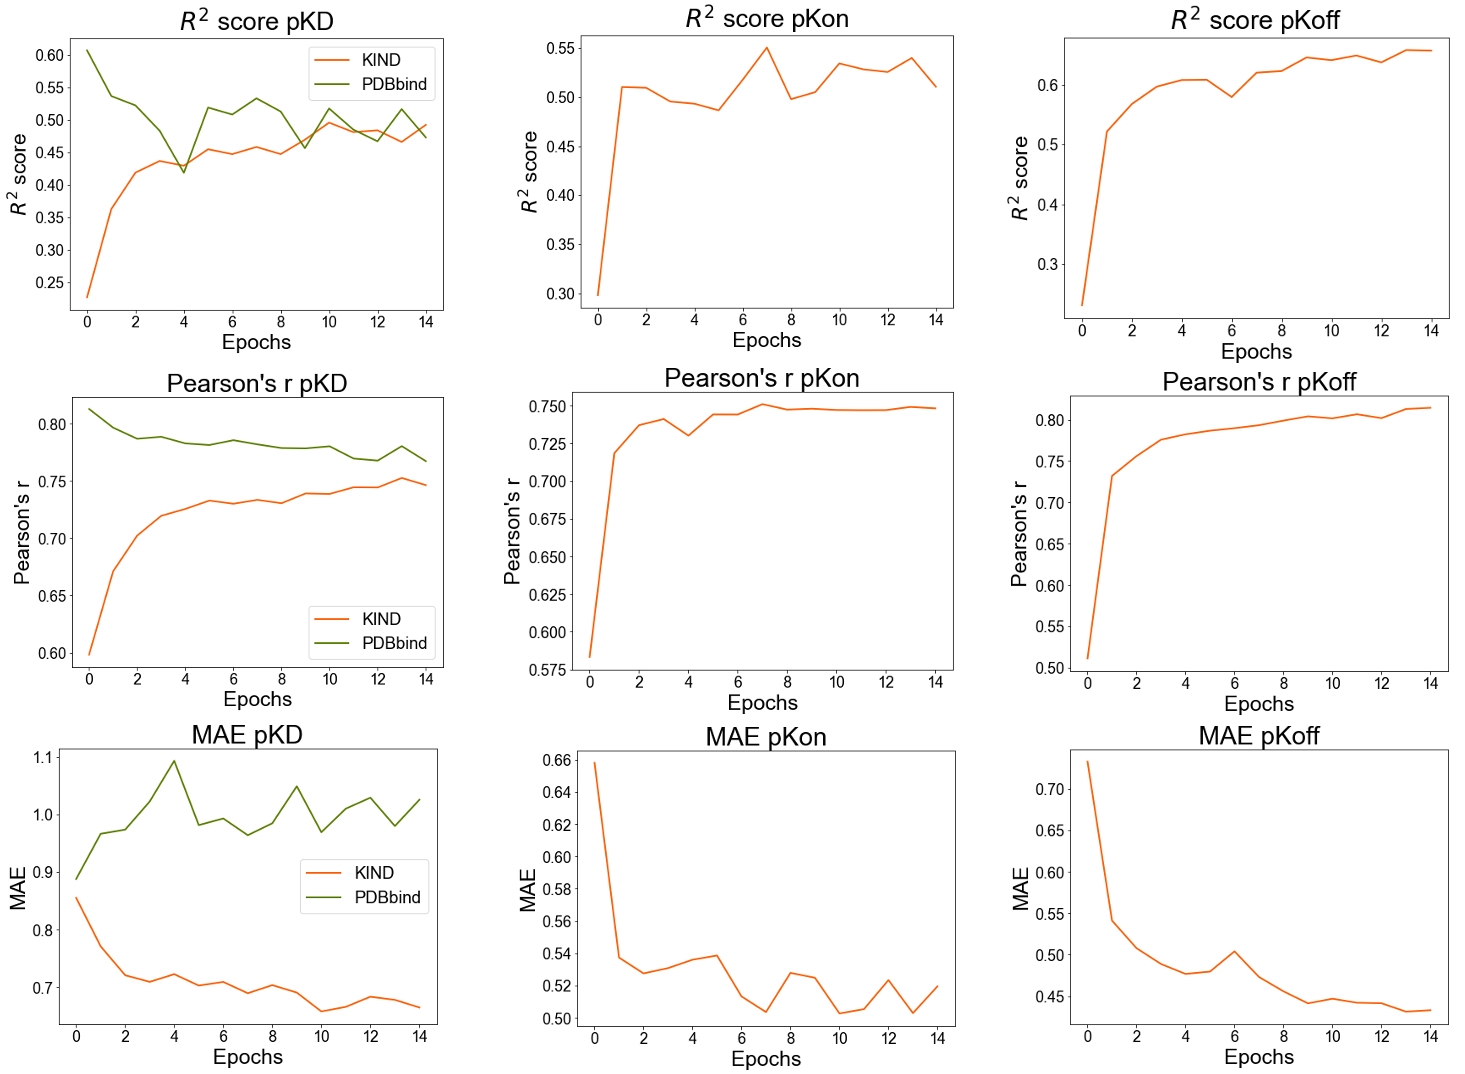 R² score pKD
R² score
0.60
0.55
0.50
0.45
0.40
0.35
0.30
0.25
KIND
PDBbind
0 2 4 6 8 10 12 14
Epochs
R² score pKon
R² score
0.55
0.50
0.45
0.40
0.35
0.30
0 2 4 6 8 10 12 14
Epochs
R² score pKoff
R² score
0.6
0.5
0.4
0.3
0 2 4 6 8 10 12 14
Epochs
Pearson's r pKD
Pearson's r
0.80
0.75
0.70
0.65
0.60
KIND
PDBbind
0 2 4 6 8 10 12 14
Epochs
Pearson's r pKon
Pearson's r
0.750
0.725
0.700
0.675
0.650
0.625
0.600
0.575
0 2 4 6 8 10 12 14
Epochs
Pearson's r pKoff
Pearson's r
0.80
0.75
0.70
0.65
0.60
0.55
0.50
0 2 4 6 8 10 12 14
Epochs
MAE pKD
MAE
1.1
1.0
0.9
0.8
0.7
KIND
PDBbind
0 2 4 6 8 10 12 14
Epochs
MAE pKon
MAE
0.66
0.64
0.62
0.60
0.58
0.56
0.54
0.52
0.50
0 2 4 6 8 10 12 14
Epochs
MAE pKoff
MAE
0.70
0.65
0.60
0.55
0.50
0.45
0 2 4 6 8 10 12 14
Epochs